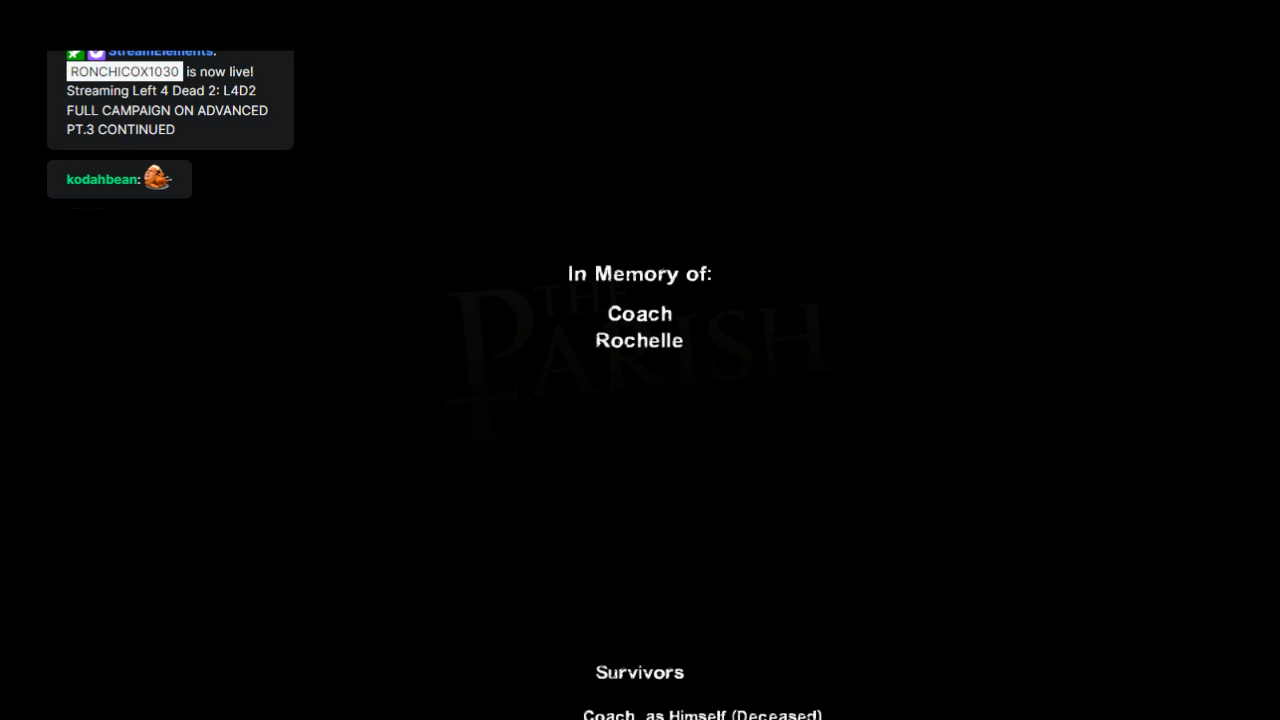 StreamElements:
RONCHICOX1030 is now live!
Streaming Left 4 Dead 2: L4D2
FULL CAMPAIGN ON ADVANCED
PT.3 CONTINUED
kodahbean:
In Memory of:
Coach
Rochelle
THE
PARISH
Survivors
Coach as Himself (Deceased)